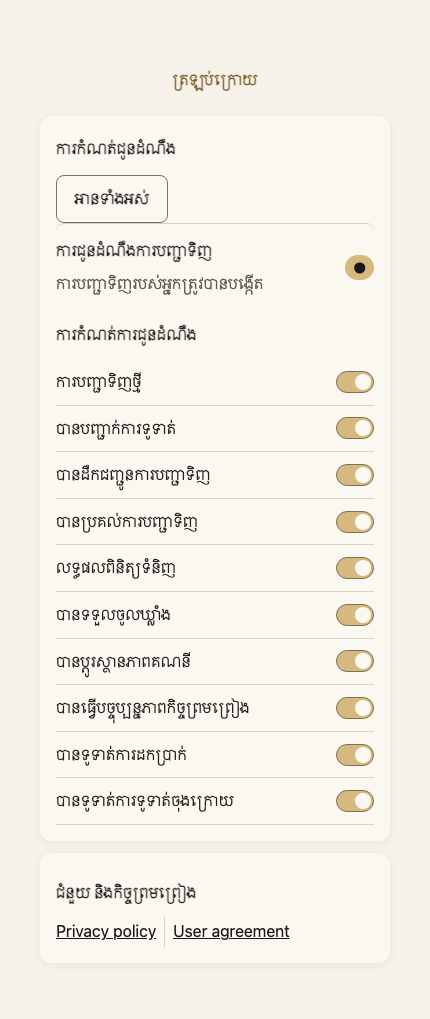 ត្រឡប់ក្រោយ
ការកំណត់ជូនដំណឹង
អានទាំងអស់
ការជូនដំណឹងការបញ្ជាទិញ
ការបញ្ជាទិញរបស់អ្នកត្រូវបានបង្កើត
ការកំណត់ការជូនដំណឹង
ការបញ្ជាទិញថ្មី
បានបញ្ជាក់ការទូទាត់
បានដឹកជញ្ជូនការបញ្ជាទិញ
បានប្រគល់ការបញ្ជាទិញ
លទ្ធផលពិនិត្យទំនិញ
បានទទួលចូលឃ្លាំង
បានប្តូរស្ថានភាពគណនី
បានធ្វើបច្ចុប្បន្នភាពកិច្ចព្រមព្រៀង
បានទូទាត់ការដកប្រាក់
បានទូទាត់ការទូទាត់ចុងក្រោយ
ជំនួយ និងកិច្ចព្រមព្រៀង
Privacy policy User agreement